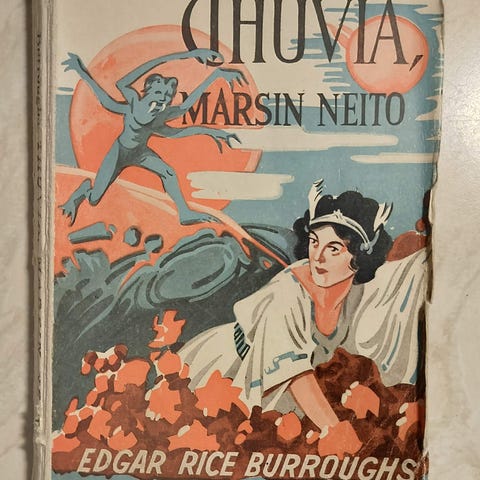 THUVIA,
MARSIN NEITO
EDGAR RICE BURROUGHS